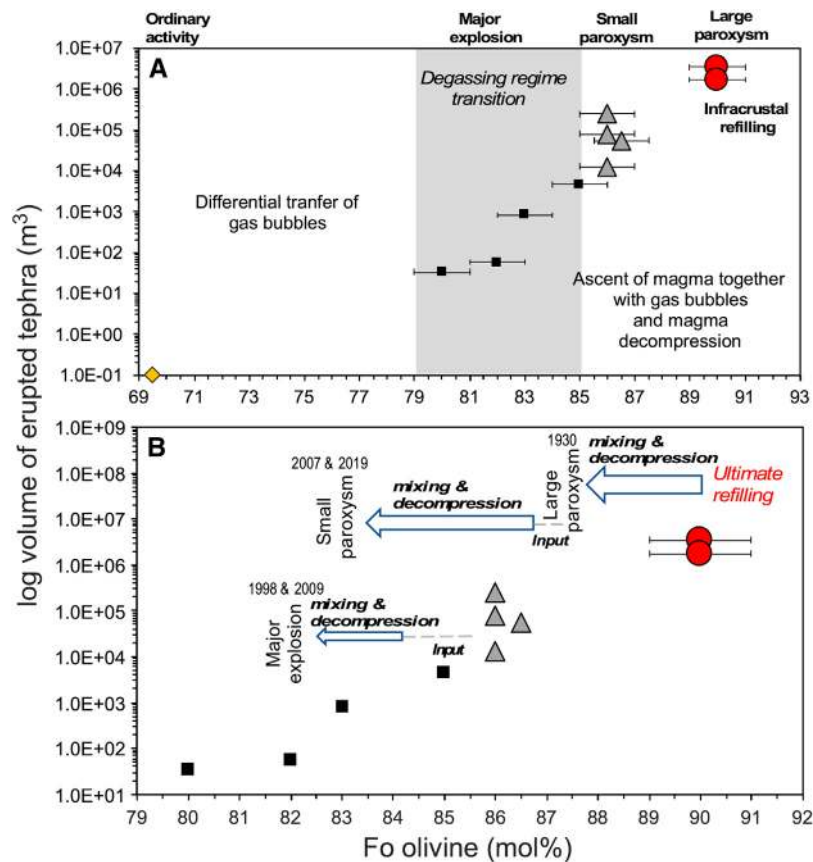 Ordinary activity
Major explosion
Small paroxysm
Large paroxysm
A
1.0E+07
1.0E+06
1.0E+05
1.0E+04
1.0E+03
1.0E+02
1.0E+01
1.0E+00
1.0E-01
Degassing regime
transition
Infracrustal
refilling
Differential tranfer of
gas bubbles
Ascent of magma together
with gas bubbles
and magma
decompression
69 71 73 75 77 79 81 83 85 87 89 91 93
log volume of erupted tephra (m³)
B
1.0E+09
1.0E+08
1.0E+07
1.0E+06
1.0E+05
1.0E+04
1.0E+03
1.0E+02
1.0E+01
1930
mixing &
decompression
Ultimate
refilling
Large
paroxysm
2007 & 2019
mixing &
decompression
Small
paroxysm
Input
1998 & 2009
mixing &
decompression
Major
explosion
Input
79 80 81 82 83 84 85 86 87 88 89 90 91 92
Fo olivine (mol%)